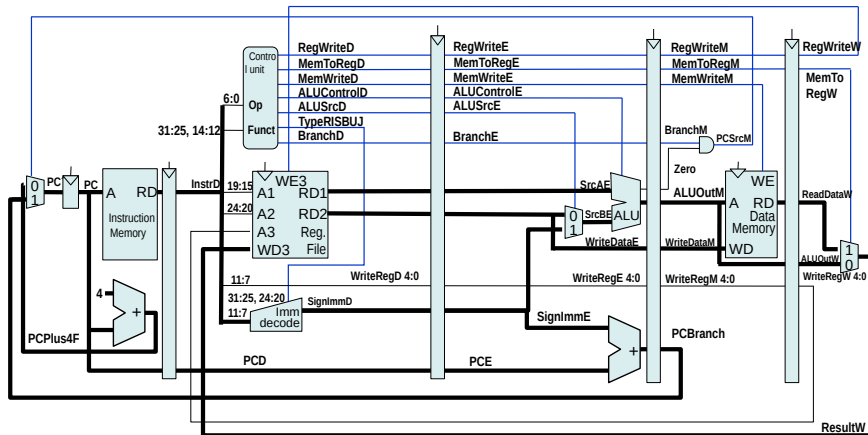 Contro
l unit
Op
Funct
RegWriteD
MemToRegD
MemWriteD
ALUControlD
ALUSrcD
TypeRISBUJ
BranchD
RegWriteE
MemToRegE
MemWriteE
ALUControlE
ALUSrcE
BranchE
RegWriteM
MemToRegM
MemWriteM
BranchM
PCSrcM
RegWriteW
MemTo
RegW
6:0
31:25, 14:12
0
1
PC
PC
A RD
Instruction
Memory
InstrD
19:15
24:20
WE3
A1 RD1
A2 RD2
A3 Reg.
WD3 File
SrcAE
0
1
SrcBE
ALU
Zero
ALUOutM
WE
A RD
Data
Memory
WD
ReadDataW
WriteDataE
WriteDataM
1
0
ALUOutW
11:7
WriteRegD 4:0
WriteRegE 4:0
WriteRegM 4:0
WriteRegW 4:0
31:25, 24:20
11:7
Imm
decode
SignImmD
SignImmE
4
+
PCPlus4F
+
PCBranch
PCD
PCE
ResultW